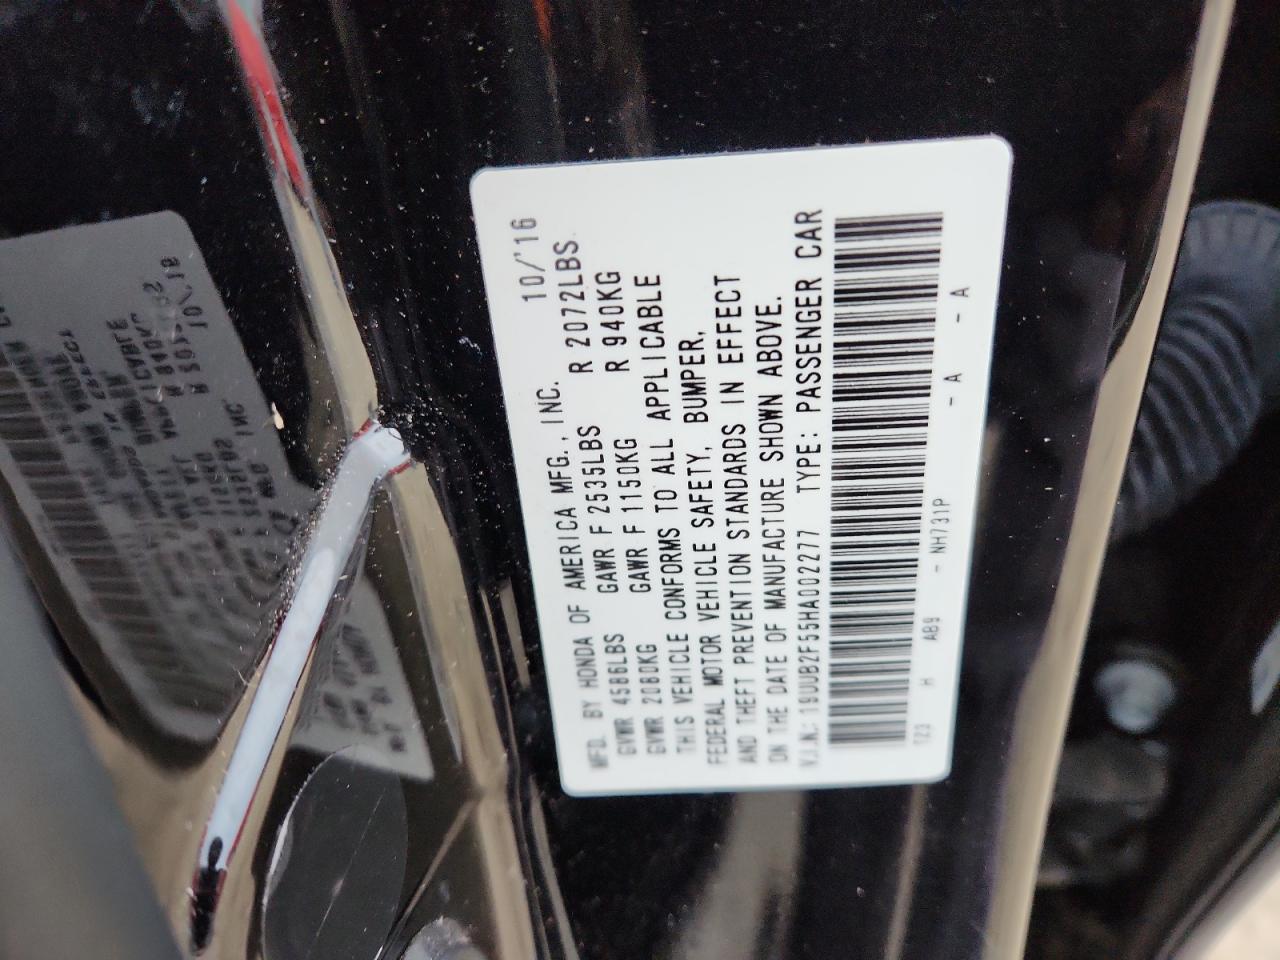 10/'16
MFD. BY HONDA OF AMERICA MFG., INC.
GVWR 4586LBS GAWR F 2535LBS R 2072LBS
GVWR 2080KG GAWR F 1150KG R 940KG
THIS VEHICLE CONFORMS TO ALL APPLICABLE
FEDERAL MOTOR VEHICLE SAFETY, BUMPER,
AND THEFT PREVENTION STANDARDS IN EFFECT
ON THE DATE OF MANUFACTURE SHOWN ABOVE.
V.I.N.: 19UUB2F55HA002277 TYPE: PASSENGER CAR
TZ3 H AB9 - NH731P - A - A